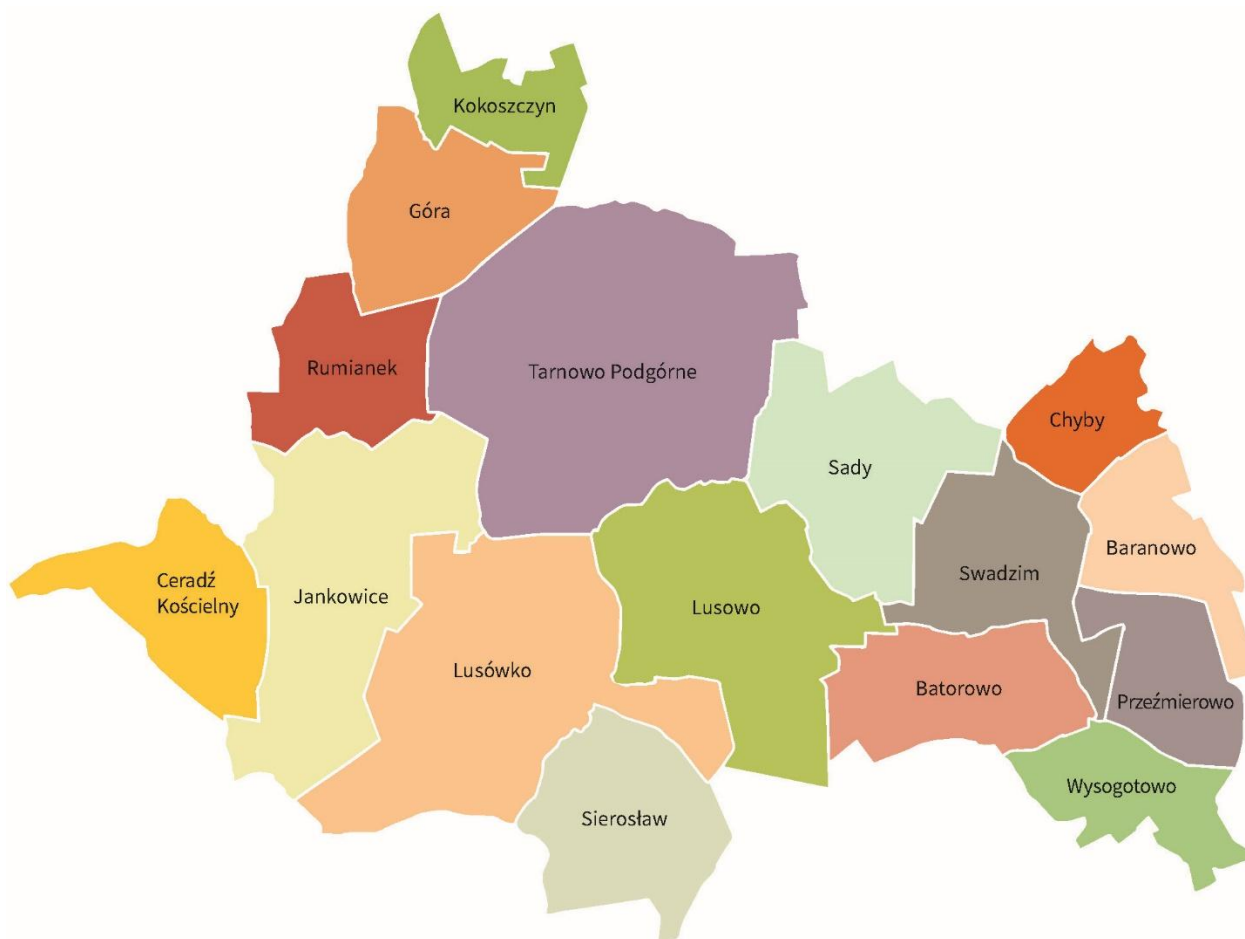 Kokoszczyn
Góra
Rumianek
Tarnowo Podgórne
Chyby
Sady
Baranowo
Swadzim
Ceradź
Kościelny
Jankowice
Lusowo
Lusówko
Batorowo
Przeźmierowo
Wysogotowo
Sierosław